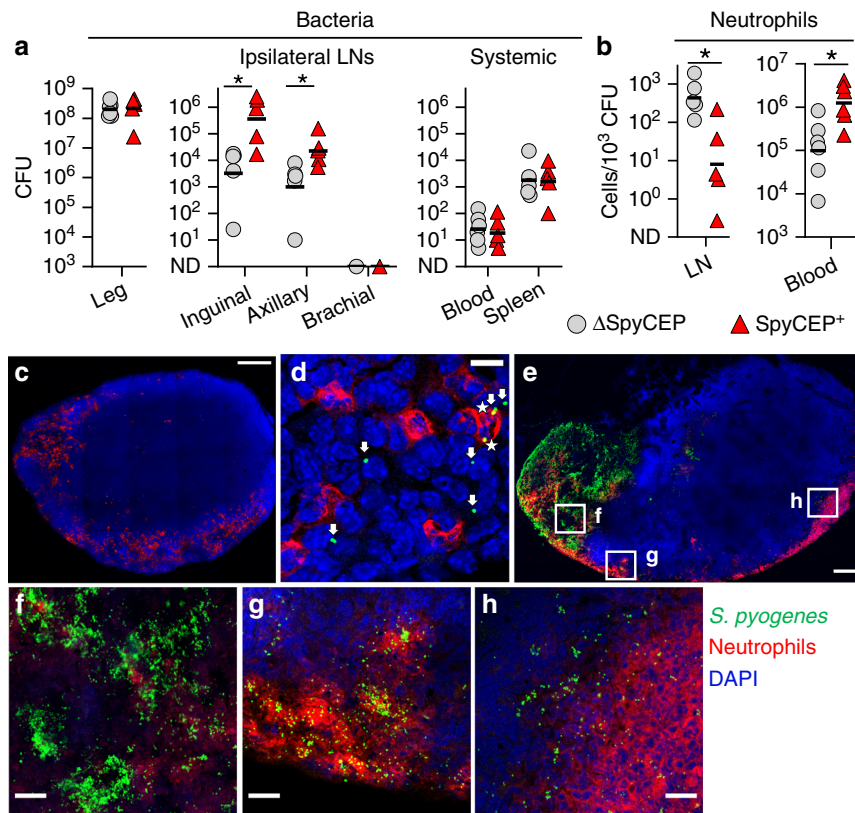 Bacteria
Neutrophils
a
b
Ipsilateral LNs
Systemic
CFU
10⁹
10⁸
10⁷
10⁶
10⁵
10⁴
10³
Leg
*
*
10⁶
10⁵
10⁴
10³
10²
10¹
ND
Inguinal
Axillary
Brachial
10⁶
10⁵
10⁴
10³
10²
10¹
ND
Blood
Spleen
Cells/10³ CFU
*
10³
10²
10¹
10⁰
ND
LN
*
10⁷
10⁶
10⁵
10⁴
10³
Blood
ΔSpyCEP
SpyCEP⁺
c
d
e
f
g
h
f
g
h
S. pyogenes
Neutrophils
DAPI